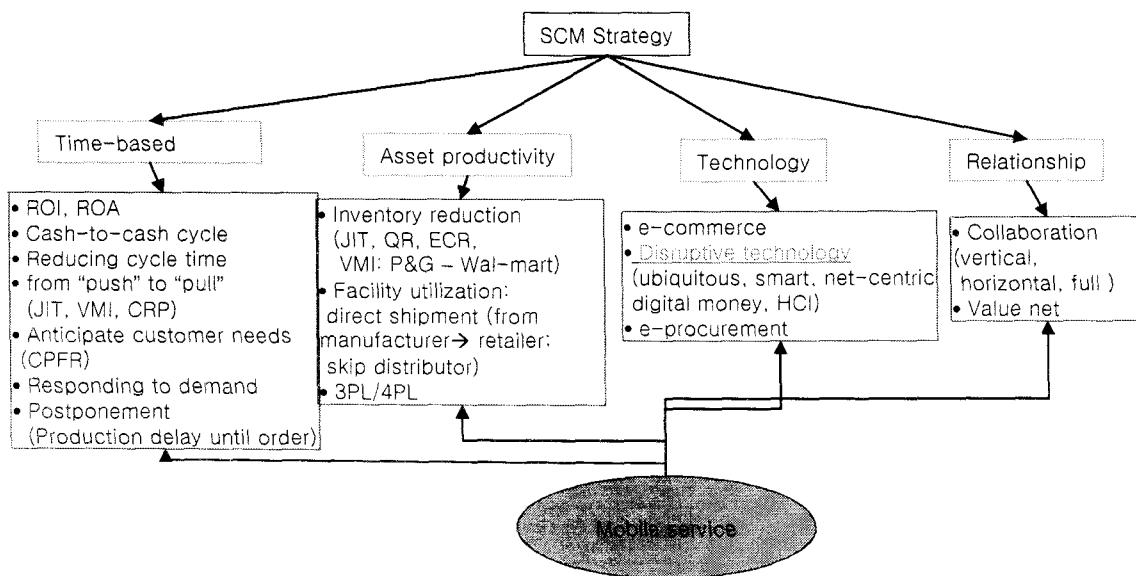 SCM Strategy
Time-based
Asset productivity
Technology
Relationship
• ROI, ROA
• Cash-to-cash cycle
• Reducing cycle time
• from “push” to “pull”
(JIT, VMI, CRP)
• Anticipate customer needs
(CPFR)
• Responding to demand
• Postponement
(Production delay until order)
• Inventory reduction
(JIT, QR, ECR,
VMI: P&G – Wal-mart)
• Facility utilization:
direct shipment (from
manufacturer→ retailer:
skip distributor)
• 3PL/4PL
• e-commerce
• Disruptive technology
(ubiquitous, smart, net-centric
digital money, HCI)
• e-procurement
• Collaboration
(vertical,
horizontal, full )
• Value net
Mobile service